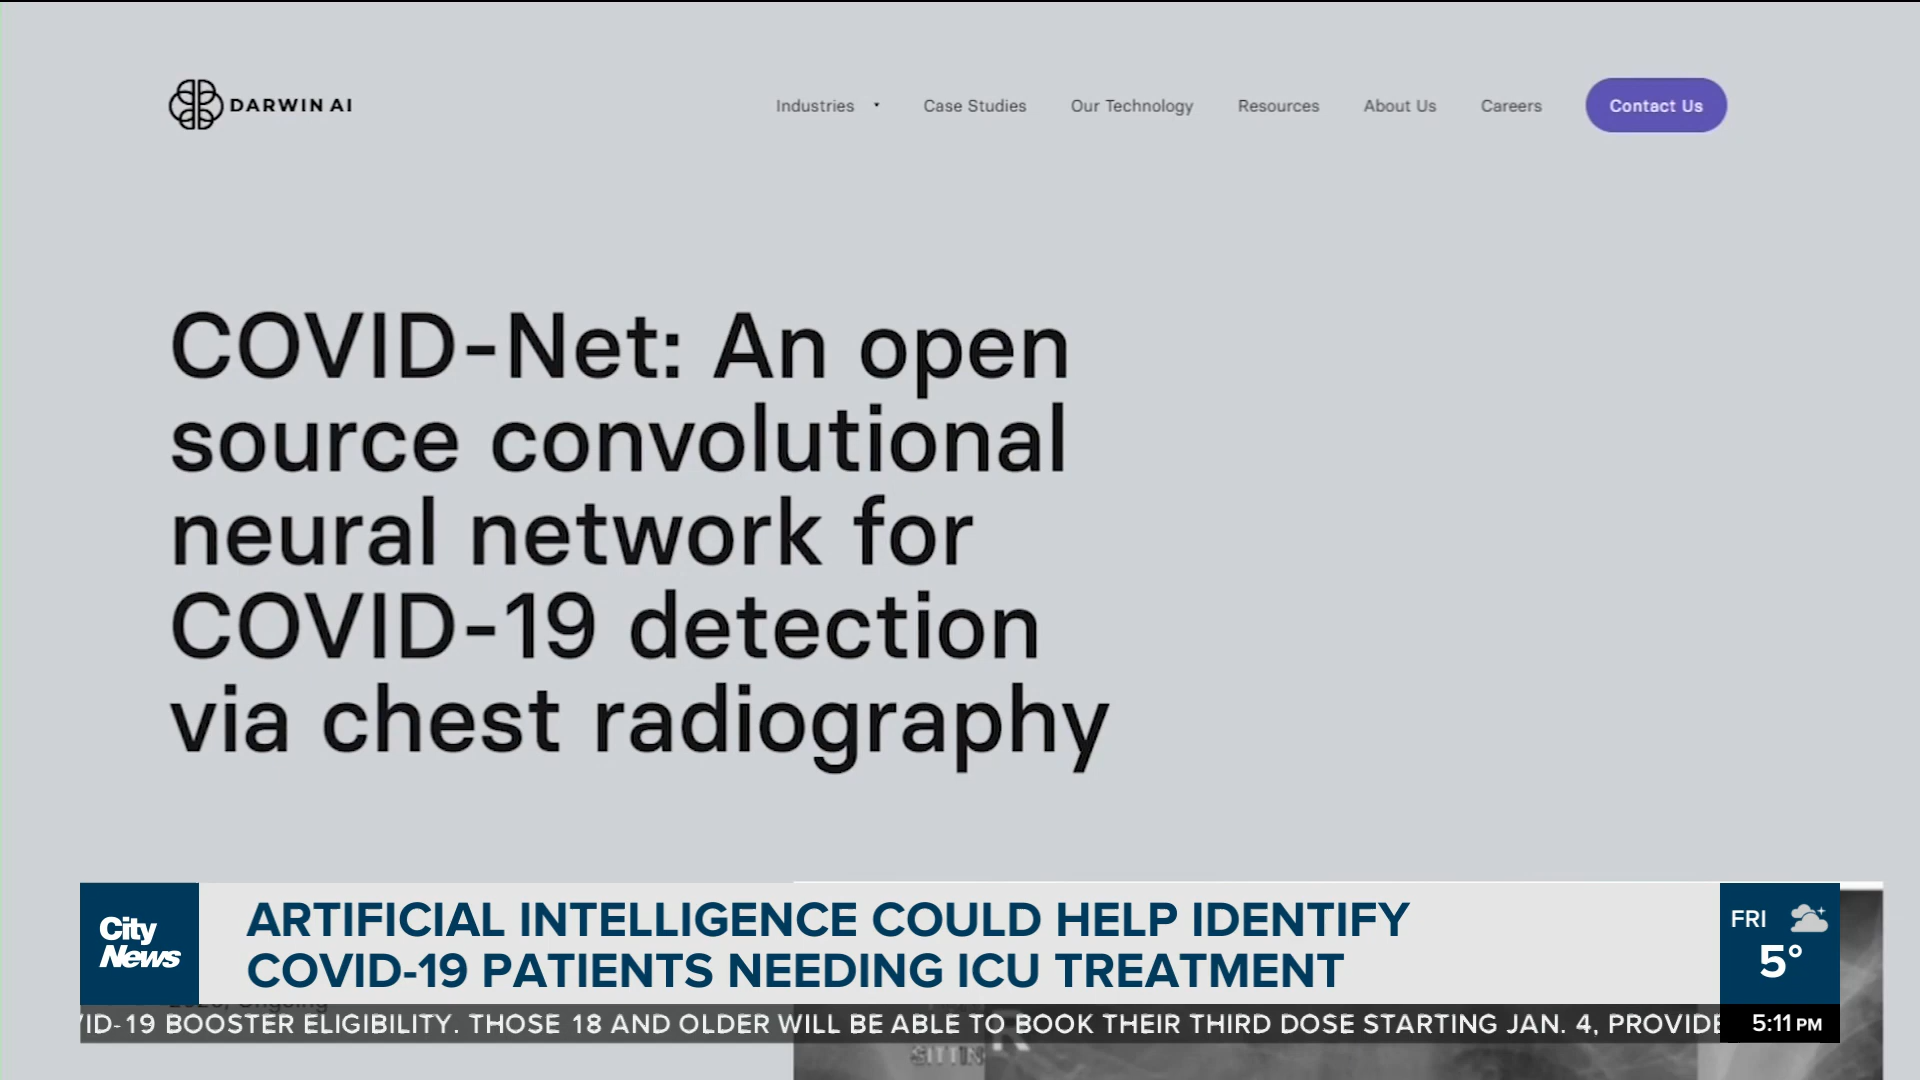 DARWIN AI
Industries Case Studies Our Technology Resources About Us Careers Contact Us
COVID-Net: An open
source convolutional
neural network for
COVID-19 detection
via chest radiography
City
News
ARTIFICIAL INTELLIGENCE COULD HELP IDENTIFY
COVID-19 PATIENTS NEEDING ICU TREATMENT
FRI
5°
VID-19 BOOSTER ELIGIBILITY. THOSE 18 AND OLDER WILL BE ABLE TO BOOK THEIR THIRD DOSE STARTING JAN. 4, PROVIDE
5:11 PM
R
SITTIN